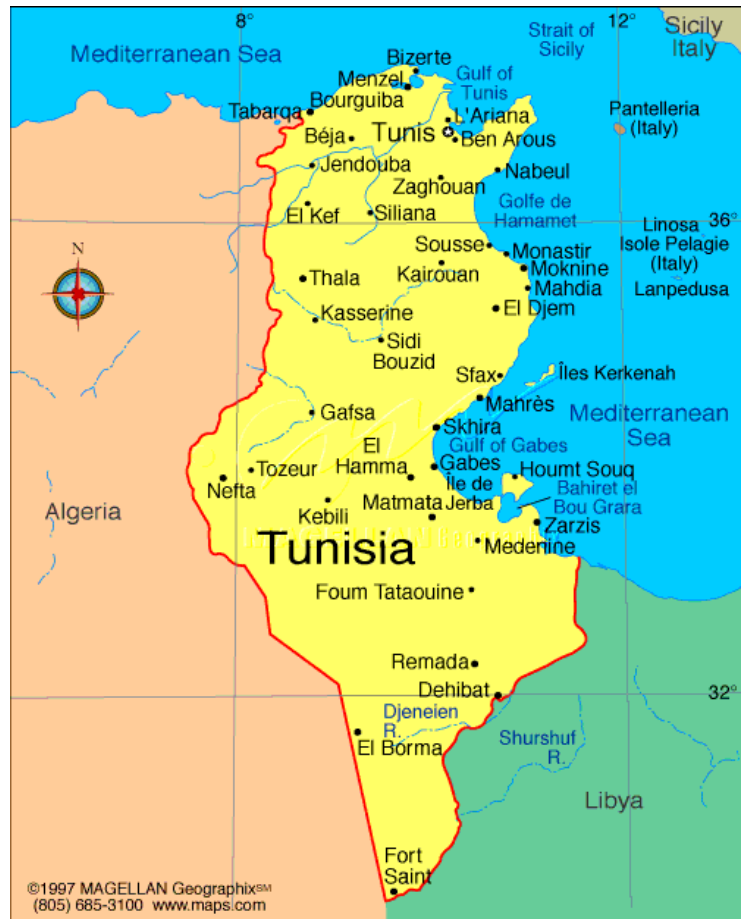 8°
12°
Sicily
Italy
Mediterranean Sea
Strait of
Sicily
Bizerte
Menzel
Bourguiba
Gulf of
Tunis
Tabarqa
L'Ariana
Pantelleria
(Italy)
Béja
Tunis
Ben Arous
Jendouba
Nabeul
Zaghouan
El Kef
Siliana
Golfe de
Hamamet
36°
Linosa
Isole Pelagie
(Italy)
Lanpedusa
N
Sousse
Monastir
Kairouan
Moknine
Thala
Mahdia
El Djem
Kasserine
Sidi
Bouzid
Sfax
Îles Kerkenah
Mahrès
Gafsa
Mediterranean
Sea
Skhira
El
Hamma
Gulf of Gabes
Gabes
Tozeur
Nefta
Houmt Souq
Île de
Jerba
Bahiret el
Bou Grara
Kebili
Matmata
Algeria
Zarzis
Tunisia
Medenine
Foum Tataouine
Remada
Dehibat
32°
Djeneien
R.
El Borma
Shurshuf
R.
Libya
Fort
Saint
©1997 MAGELLAN Geographix℠
(805) 685-3100 www.maps.com